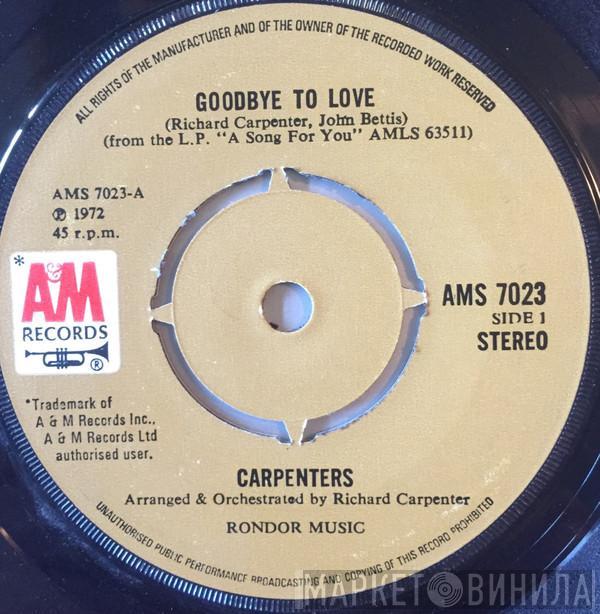 ALL RIGHTS OF THE MANUFACTURER AND OF THE OWNER OF THE RECORDED WORK RESERVED
GOODBYE TO LOVE
(Richard Carpenter, John Bettis)
(from the L.P. "A Song For You" AMLS 63511)
AMS 7023-A
℗ 1972
45 r.p.m.
*
A&M
RECORDS
®
AMS 7023
SIDE 1
STEREO
*Trademark of
A & M Records Inc.,
A & M Records Ltd
authorised user.
CARPENTERS
Arranged & Orchestrated by Richard Carpenter
RONDOR MUSIC
UNAUTHORISED PUBLIC PERFORMANCE BROADCASTING AND COPYING OF THIS RECORD PROHIBITED
МАРКЕТ ВИНИЛА